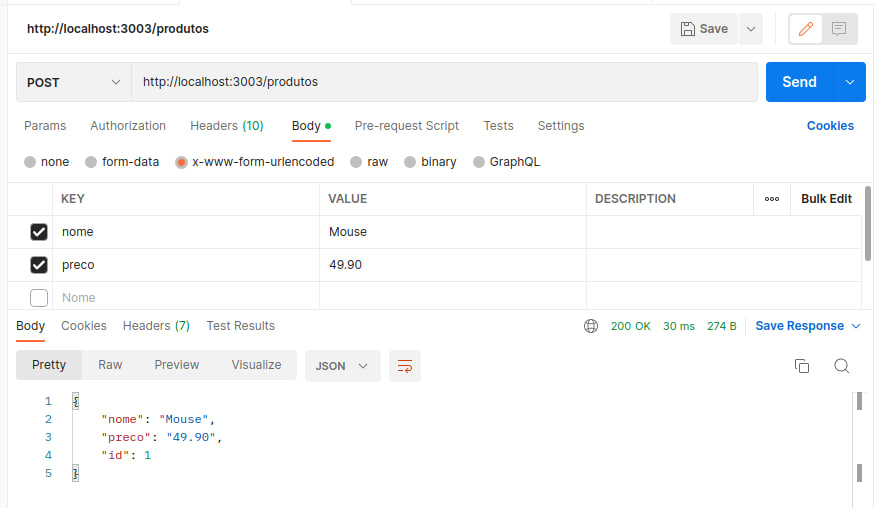 http://localhost:3003/produtos Save
POST http://localhost:3003/produtos Send
Params Authorization Headers (10) Body Pre-request Script Tests Settings Cookies
none form-data x-www-form-urlencoded raw binary GraphQL
KEY VALUE DESCRIPTION ooo Bulk Edit
nome Mouse
preco 49.90
Nome
Body Cookies Headers (7) Test Results 200 OK 30 ms 274 B Save Response
Pretty Raw Preview Visualize JSON
1 {
2 "nome": "Mouse",
3 "preco": "49.90",
4 "id": 1
5 }